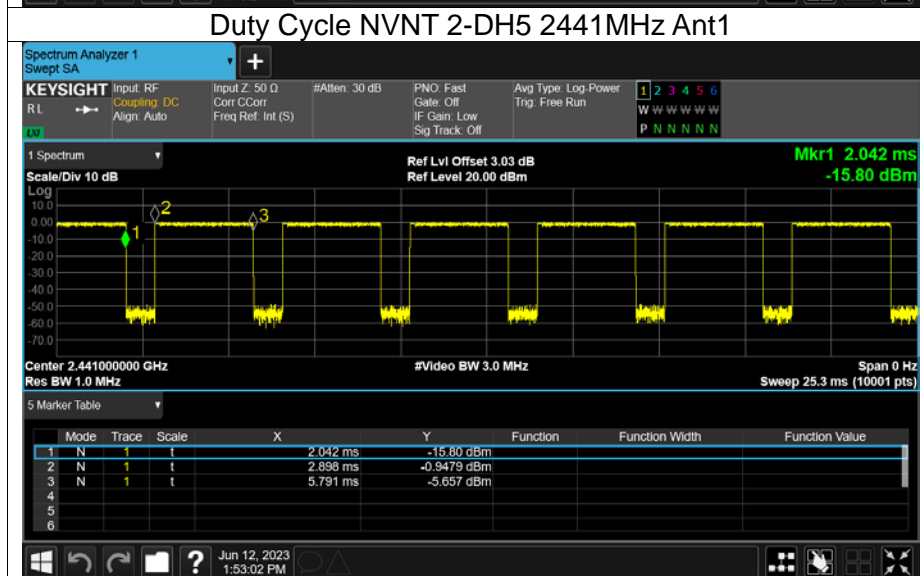 Duty Cycle NVNT 2-DH5 2441MHz Ant1
Spectrum Analyzer 1
Swept SA
+
KEYSIGHT Input: RF Input Z: 50 Ω #Atten: 30 dB PNO: Fast Avg Type: Log-Power 1 2 3 4 5 6
RL Coupling: DC Corr CCorr Gate: Off Trig: Free Run W W W W W W
Align: Auto Freq Ref: Int (S) IF Gain: Low
LXI Sig Track: Off P N N N N N
1 Spectrum Ref Lvl Offset 3.03 dB Mkr1 2.042 ms
Scale/Div 10 dB Ref Level 20.00 dBm -15.80 dBm
Log
10.0
0.00
-10.0
-20.0
-30.0
-40.0
-50.0
-60.0
-70.0
1
2
3
Center 2.441000000 GHz #Video BW 3.0 MHz Span 0 Hz
Res BW 1.0 MHz Sweep 25.3 ms (10001 pts)
5 Marker Table
Mode Trace Scale X Y Function Function Width Function Value
1 N 1 t 2.042 ms -15.80 dBm
2 N 1 t 2.898 ms -0.9479 dBm
3 N 1 t 5.791 ms -5.657 dBm
4
5
6
? Jun 12, 2023
1:53:02 PM